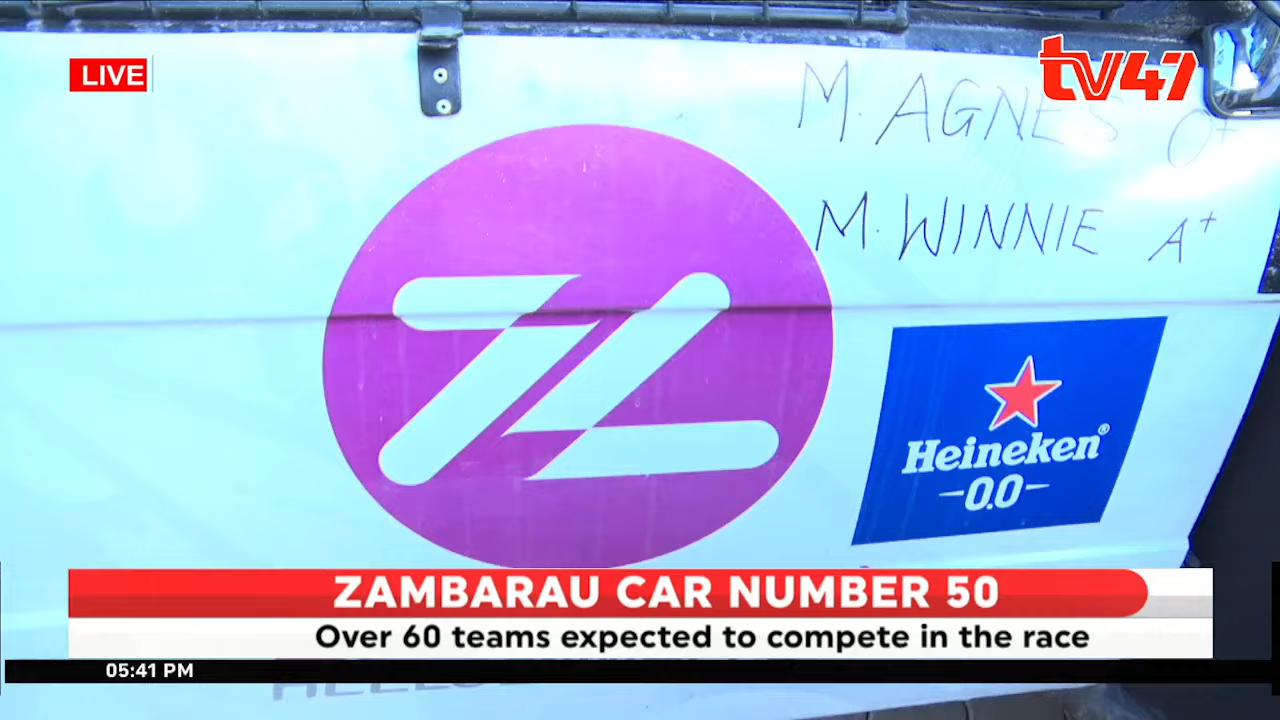 LIVE
tv47
M. AGNES O+
M. WINNIE A+
Heineken®
0.0
ZAMBARAU CAR NUMBER 50
Over 60 teams expected to compete in the race
05:41 PM